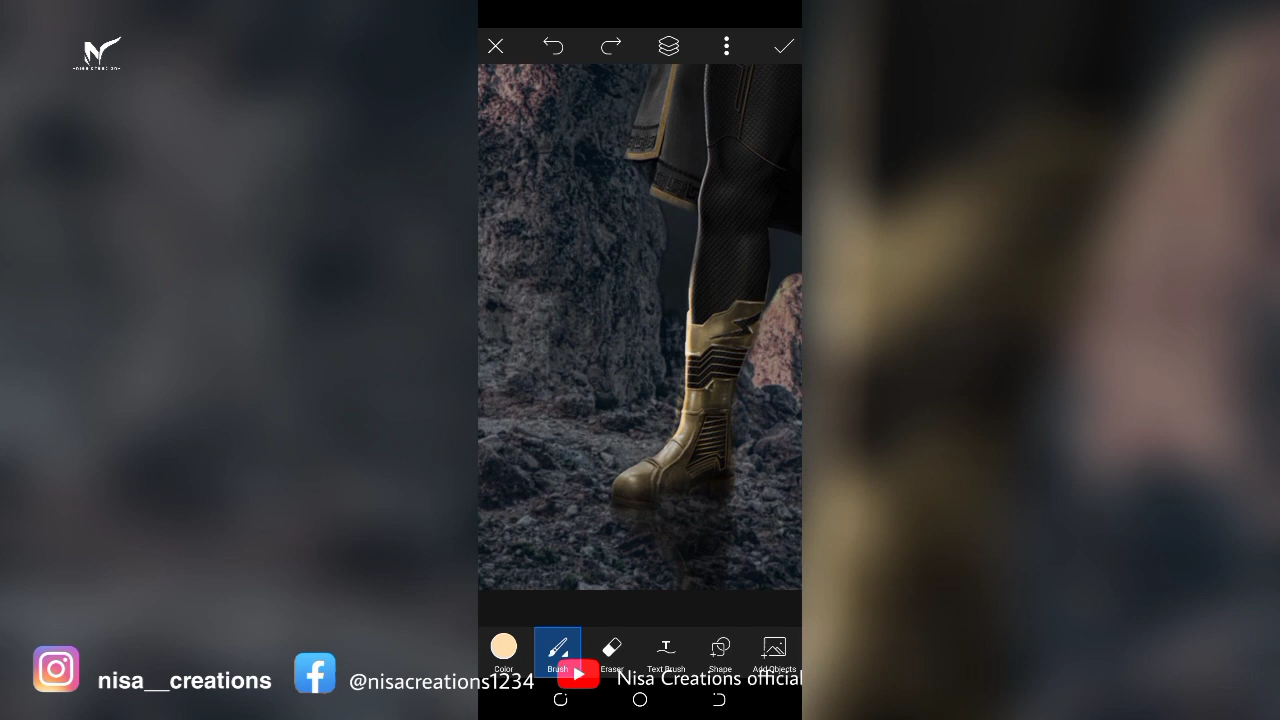 Color Brush Eraser Text Brush Shape Add Objects
nisa__creations @nisacreations1234 Nisa Creations official